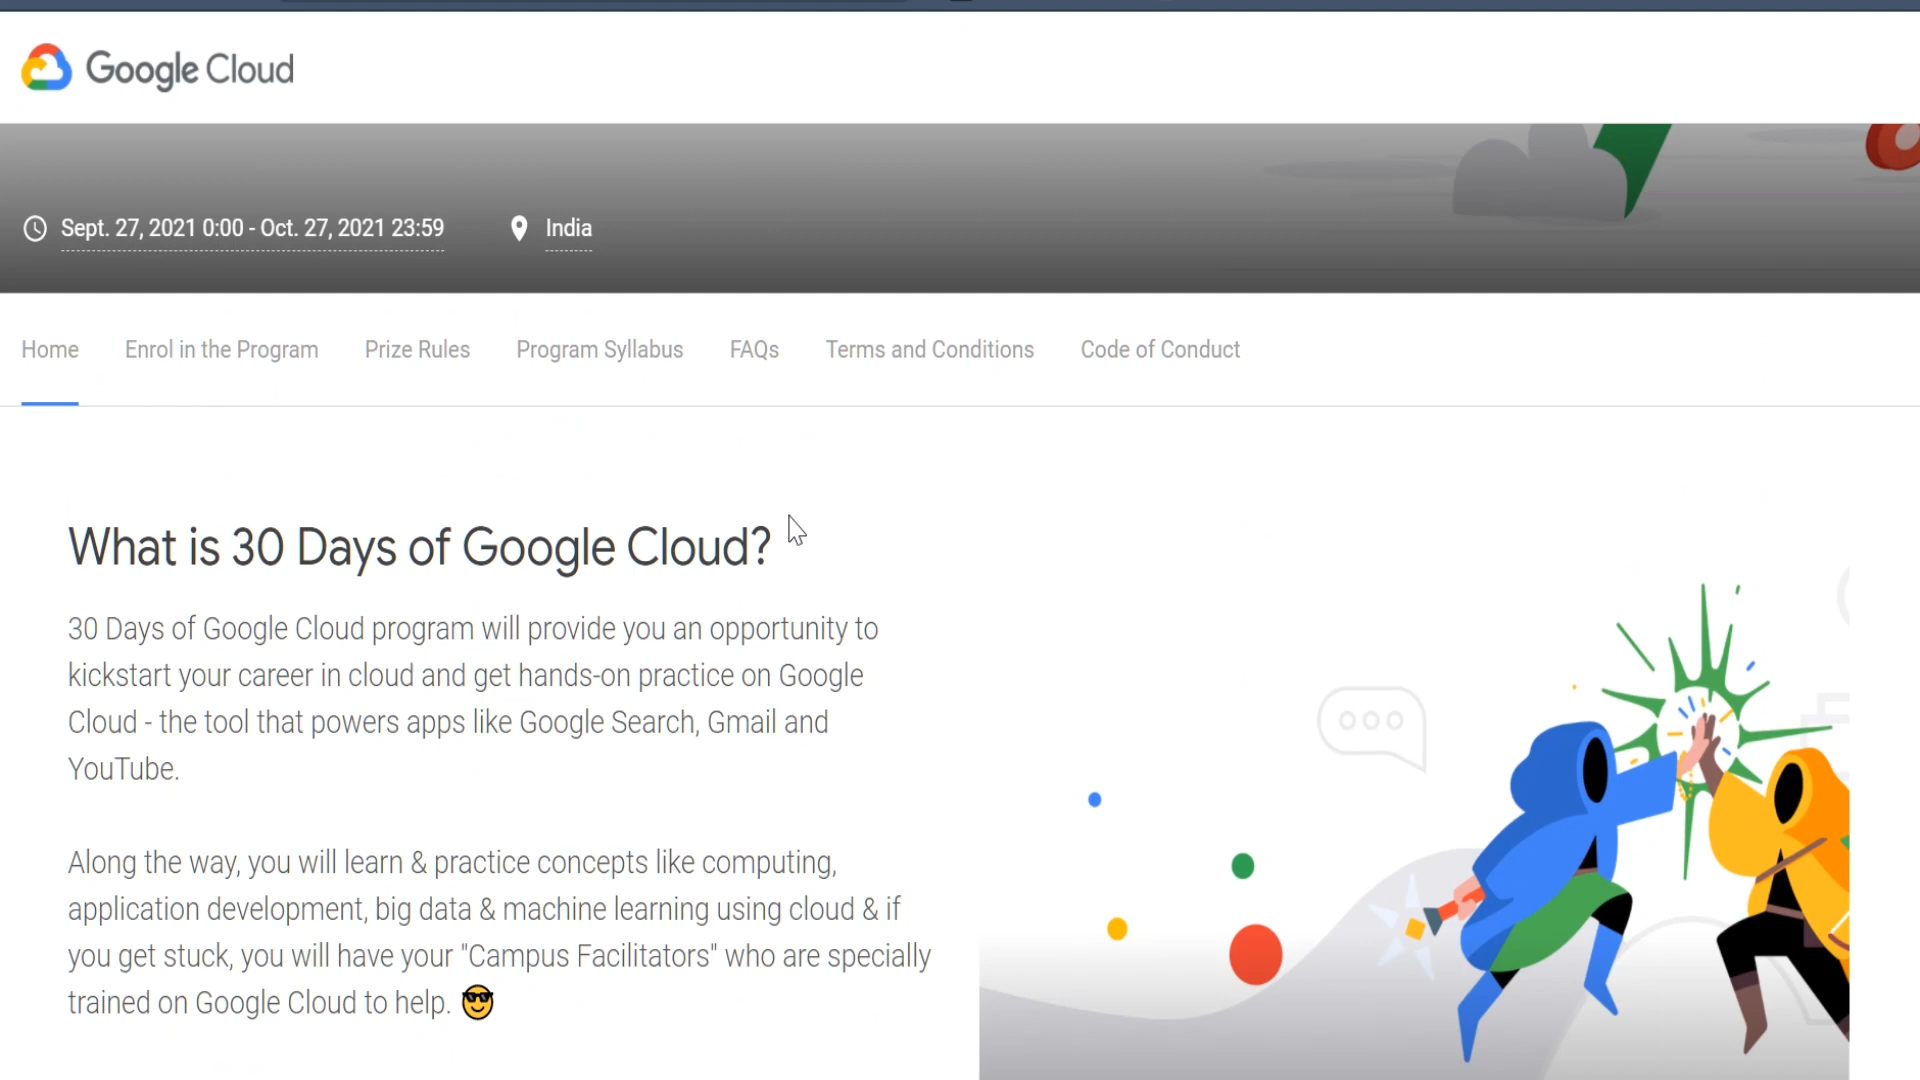 Google Cloud
Sept. 27, 2021 0:00 - Oct. 27, 2021 23:59
India
Home
Enrol in the Program
Prize Rules
Program Syllabus
FAQs
Terms and Conditions
Code of Conduct
What is 30 Days of Google Cloud?
30 Days of Google Cloud program will provide you an opportunity to
kickstart your career in cloud and get hands-on practice on Google
Cloud - the tool that powers apps like Google Search, Gmail and
YouTube.
Along the way, you will learn & practice concepts like computing,
application development, big data & machine learning using cloud & if
you get stuck, you will have your "Campus Facilitators" who are specially
trained on Google Cloud to help. 😎